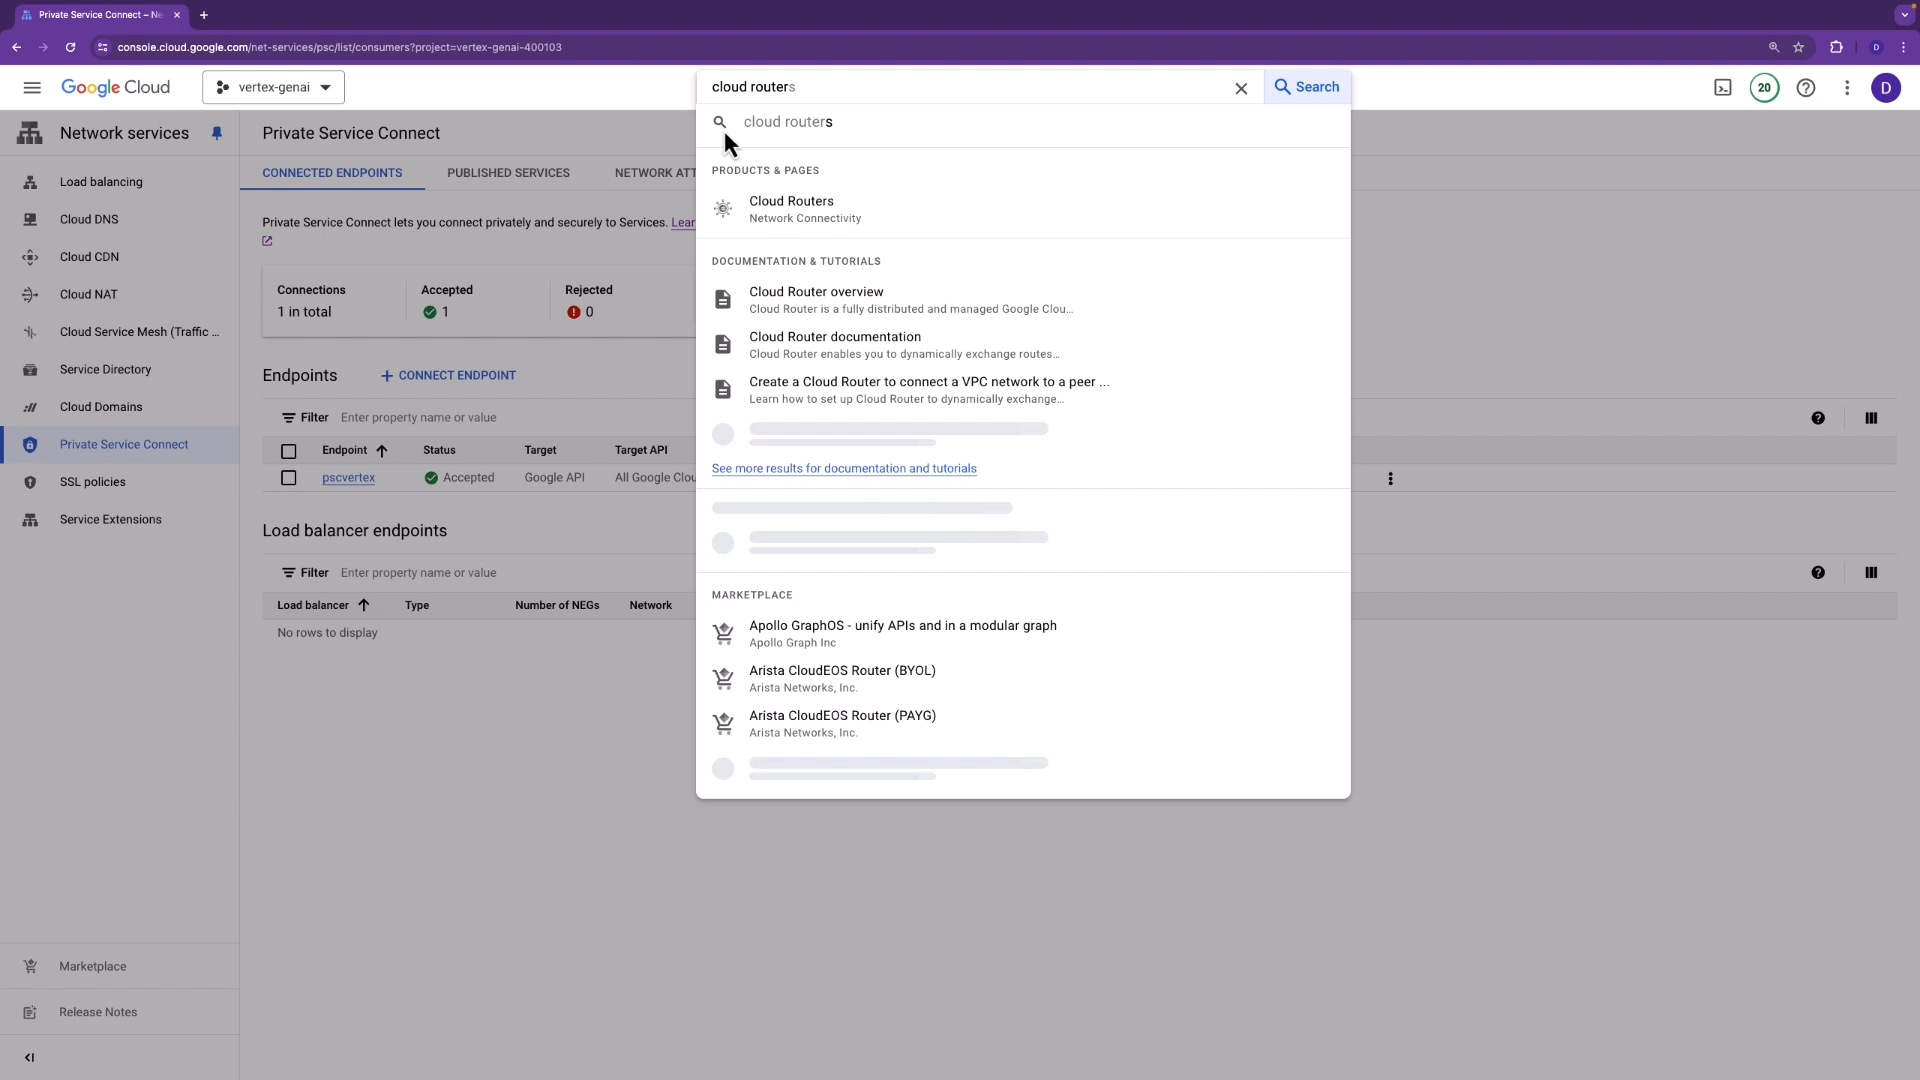 Private Service Connect – Ne
console.cloud.google.com/net-services/psc/list/consumers?project=vertex-genai-400103
D
Google Cloud
vertex-genai
cloud routers
Search
20
D
Network services
Load balancing
Cloud DNS
Cloud CDN
Cloud NAT
Cloud Service Mesh (Traffic ...
Service Directory
Cloud Domains
Private Service Connect
SSL policies
Service Extensions
Marketplace
Release Notes
Private Service Connect
CONNECTED ENDPOINTS
PUBLISHED SERVICES
NETWORK ATT
Private Service Connect lets you connect privately and securely to Services. Lear
Connections
1 in total
Accepted
1
Rejected
0
Endpoints
CONNECT ENDPOINT
Filter
Enter property name or value
Endpoint
Status
Target
Target API
pscvertex
Accepted
Google API
All Google Clou
Load balancer endpoints
Filter
Enter property name or value
Load balancer
Type
Number of NEGs
Network
No rows to display
cloud routers
PRODUCTS & PAGES
Cloud Routers
Network Connectivity
DOCUMENTATION & TUTORIALS
Cloud Router overview
Cloud Router is a fully distributed and managed Google Clou...
Cloud Router documentation
Cloud Router enables you to dynamically exchange routes...
Create a Cloud Router to connect a VPC network to a peer ...
Learn how to set up Cloud Router to dynamically exchange...
See more results for documentation and tutorials
MARKETPLACE
Apollo GraphOS - unify APIs and in a modular graph
Apollo Graph Inc
Arista CloudEOS Router (BYOL)
Arista Networks, Inc.
Arista CloudEOS Router (PAYG)
Arista Networks, Inc.